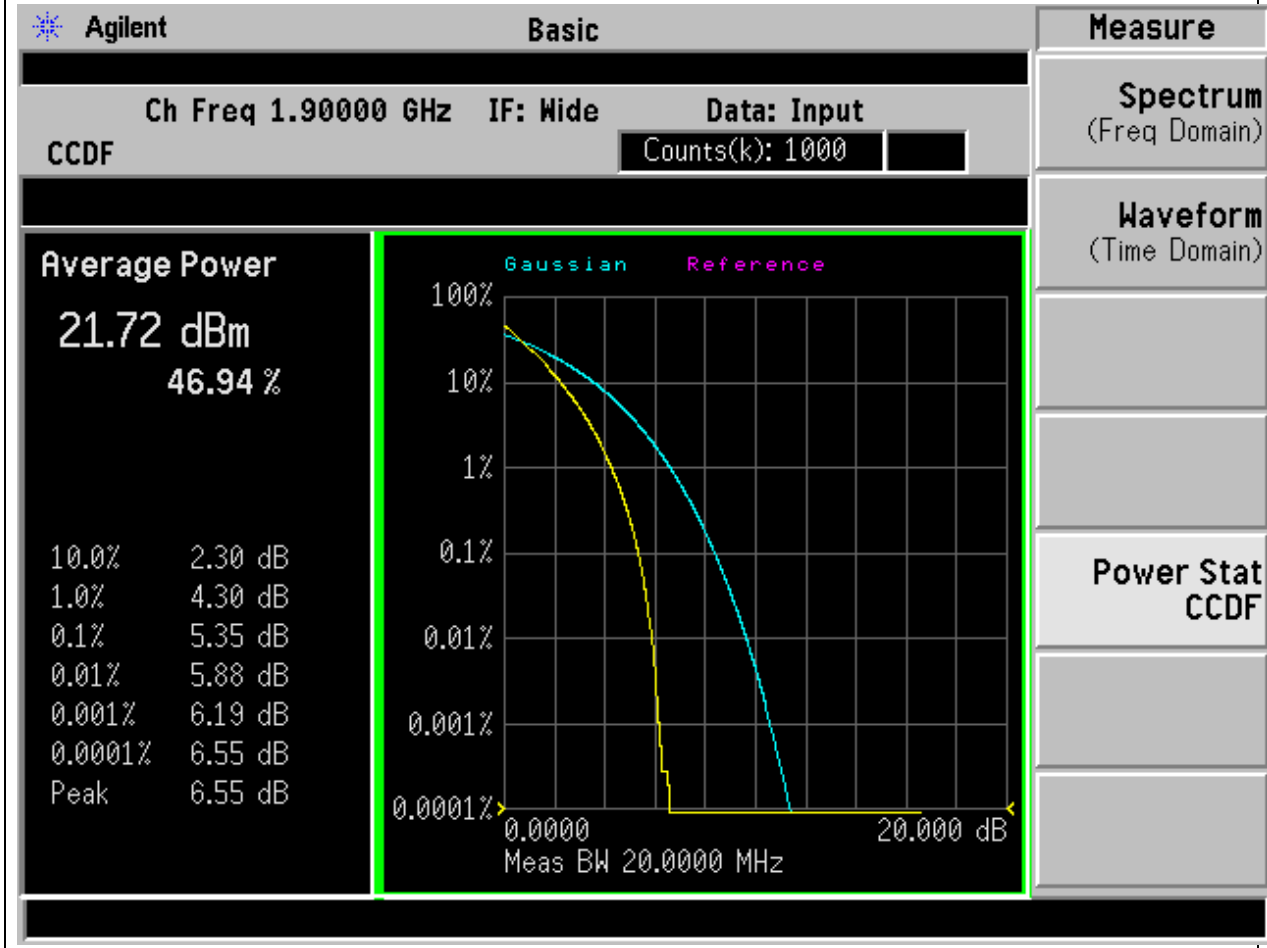 Agilent Basic Measure
Ch Freq 1.90000 GHz IF: Wide Data: Input
CCDF Counts(k): 1000
Spectrum
(Freq Domain)
Waveform
(Time Domain)
Power Stat
CCDF
Average Power
21.72 dBm
46.94 %
10.0% 2.30 dB
1.0% 4.30 dB
0.1% 5.35 dB
0.01% 5.88 dB
0.001% 6.19 dB
0.0001% 6.55 dB
Peak 6.55 dB
Gaussian Reference
100%
10%
1%
0.1%
0.01%
0.001%
0.0001%
0.0000 20.000 dB
Meas BW 20.0000 MHz